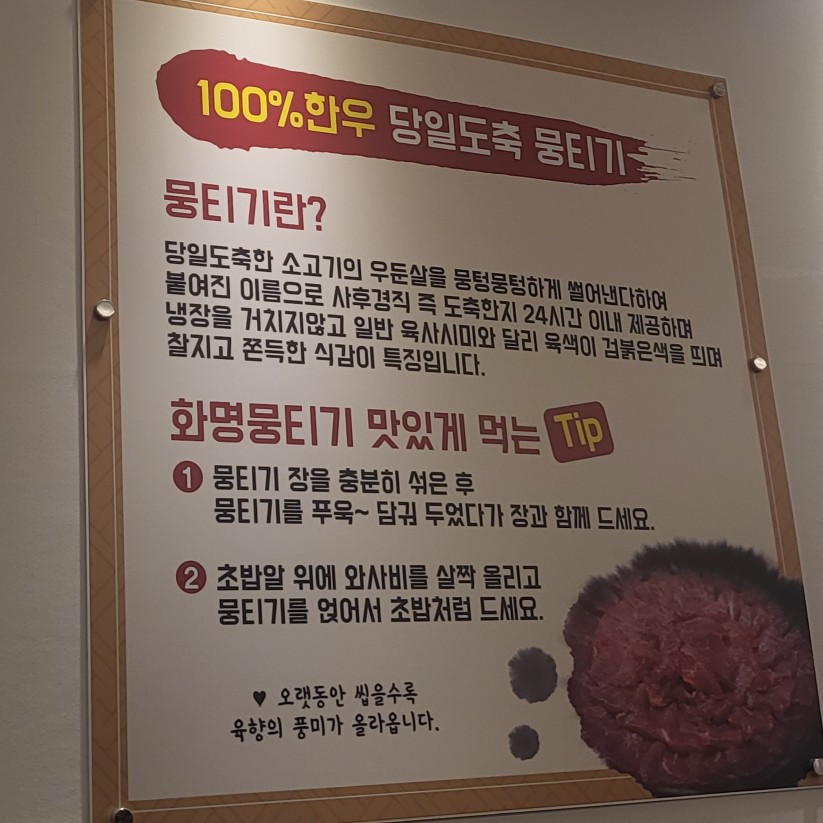 100%한우 당일도축 뭉티기
뭉티기란?
당일도축한 소고기의 우둔살을 뭉텅뭉텅하게 썰어낸다하여
붙여진 이름으로 사후경직 즉 도축한지 24시간 이내 제공하며
냉장을 거치지않고 일반 육사시미와 달리 육색이 검붉은색을 띄며
찰지고 쫀득한 식감이 특징입니다.
화명뭉티기 맛있게 먹는 Tip
1 뭉티기 장을 충분히 섞은 후
뭉티기를 푸욱~ 담궈 두었다가 장과 함께 드세요.
2 초밥알 위에 와사비를 살짝 올리고
뭉티기를 얹어서 초밥처럼 드세요.
♥ 오랫동안 씹을수록
육향의 풍미가 올라옵니다.